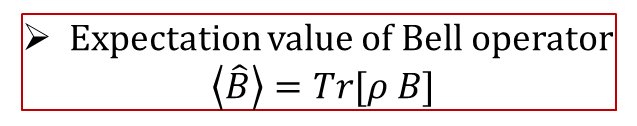 ➢ Expectation value of Bell operator
⟨B̂⟩ = Tr[ρ B]